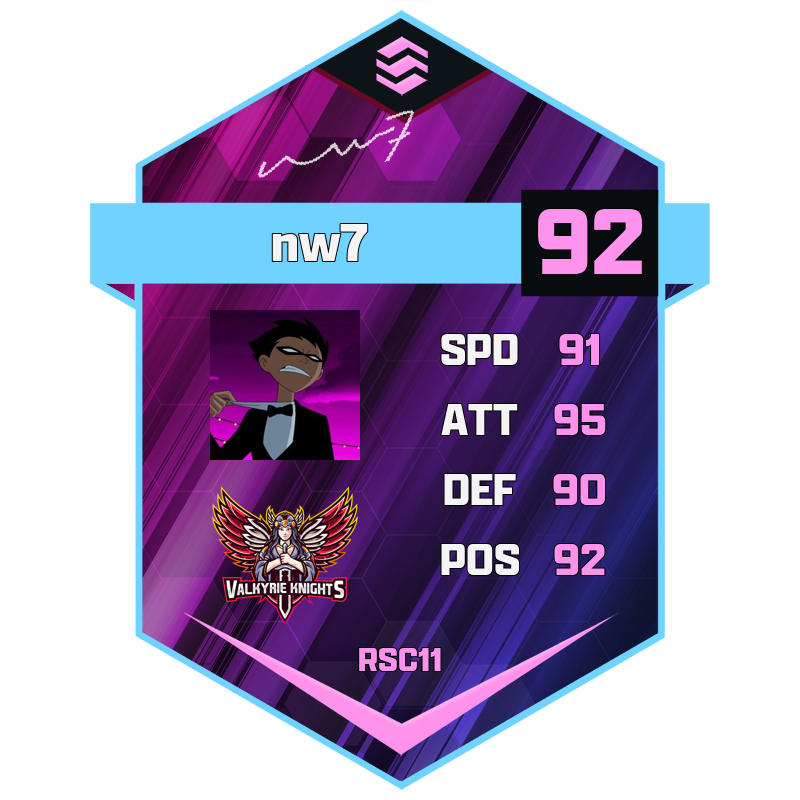 nw7
nw7
92
SPD 91
ATT 95
DEF 90
POS 92
VALKYRIE KNIGHTS
RSC11